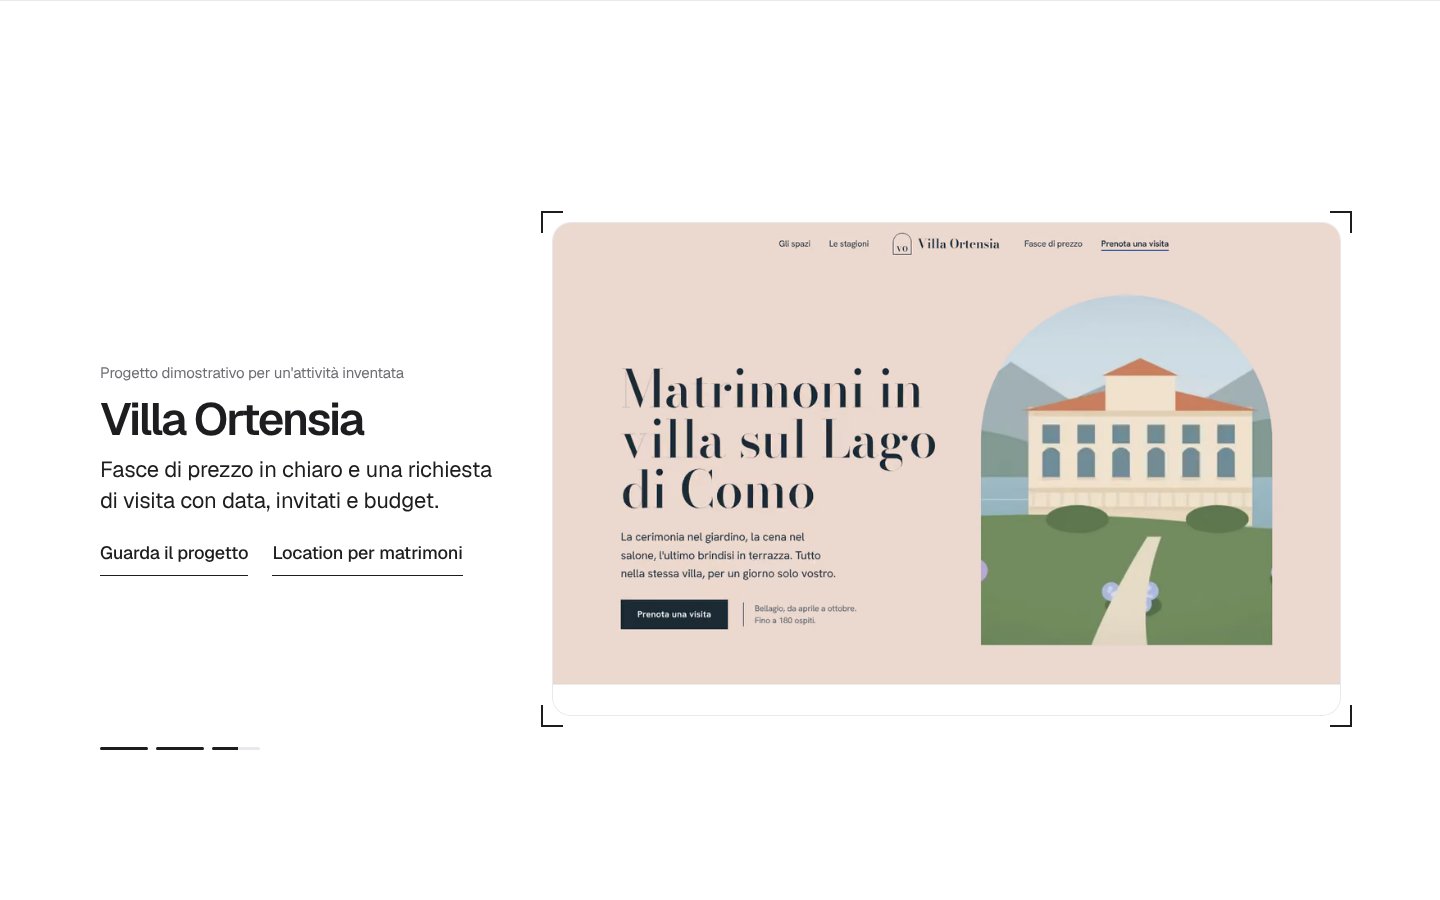 Progetto dimostrativo per un'attività inventata
Villa Ortensia
Fasce di prezzo in chiaro e una richiesta
di visita con data, invitati e budget.
Guarda il progetto
Location per matrimoni
Gli spazi
Le stagioni
VO
Villa Ortensia
Fasce di prezzo
Prenota una visita
Matrimoni in
villa sul Lago
di Como
La cerimonia nel giardino, la cena nel
salone, l'ultimo brindisi in terrazza. Tutto
nella stessa villa, per un giorno solo vostro.
Prenota una visita
Bellagio, da aprile a ottobre.
Fino a 180 ospiti.